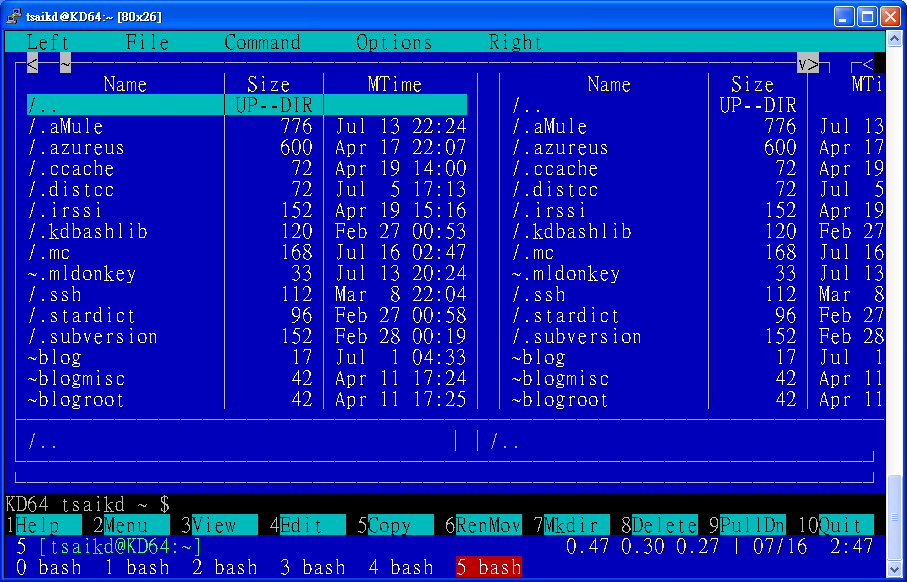 tsaikd@KD64:~ [80x26]
Left File Command Options Right
< ~ v> <
Name Size MTime Name Size MTi
/.. UP--DIR /.. UP--DIR
/.aMule 776 Jul 13 22:24 /.aMule 776 Jul 13
/.azureus 600 Apr 17 22:07 /.azureus 600 Apr 17
/.ccache 72 Apr 19 14:00 /.ccache 72 Apr 19
/.distcc 72 Jul 5 17:13 /.distcc 72 Jul 5
/.irssi 152 Apr 19 15:16 /.irssi 152 Apr 19
/.kdbashlib 120 Feb 27 00:53 /.kdbashlib 120 Feb 27
/.mc 168 Jul 16 02:47 /.mc 168 Jul 16
~.mldonkey 33 Jul 13 20:24 ~.mldonkey 33 Jul 13
/.ssh 112 Mar 8 22:04 /.ssh 112 Mar 8
/.stardict 96 Feb 27 00:58 /.stardict 96 Feb 27
/.subversion 152 Feb 28 00:19 /.subversion 152 Feb 28
~blog 17 Jul 1 04:33 ~blog 17 Jul 1
~blogmisc 42 Apr 11 17:24 ~blogmisc 42 Apr 11
~blogroot 42 Apr 11 17:25 ~blogroot 42 Apr 11
/.. /..
KD64 tsaikd ~ $
1Help 2Menu 3View 4Edit 5Copy 6RenMov 7Mkdir 8Delete 9PullDn 10Quit
5 [tsaikd@KD64:~] 0.47 0.30 0.27 | 07/16 2:47
0 bash 1 bash 2 bash 3 bash 4 bash 5 bash